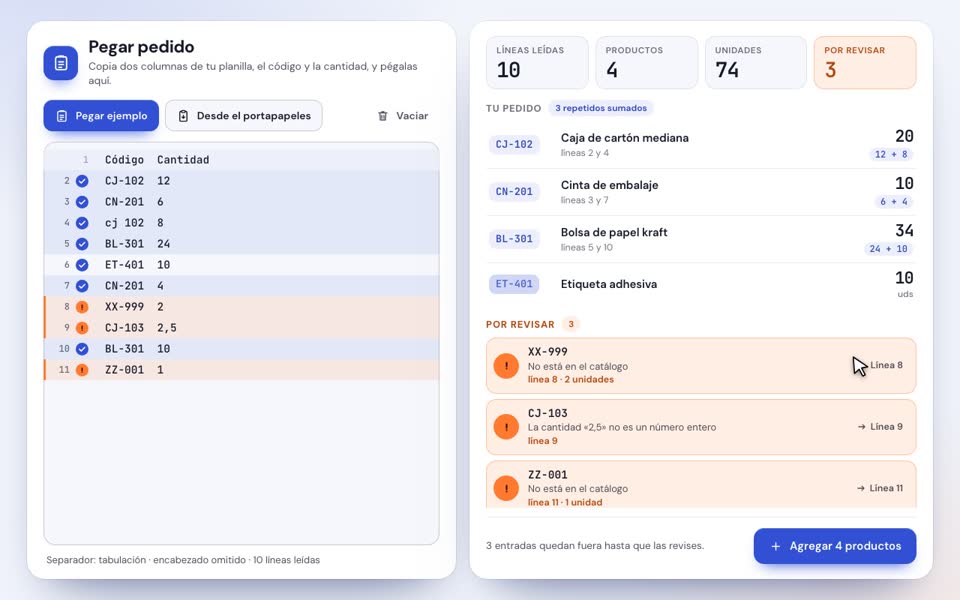 Pegar pedido
Copia dos columnas de tu planilla, el código y la cantidad, y pégalas
aquí.
Pegar ejemplo
Desde el portapapeles
Vaciar
1 Código Cantidad
2 CJ-102 12
3 CN-201 6
4 cj 102 8
5 BL-301 24
6 ET-401 10
7 CN-201 4
8 ! XX-999 2
9 ! CJ-103 2,5
10 BL-301 10
11 ! ZZ-001 1
Separador: tabulación · encabezado omitido · 10 líneas leídas
LÍNEAS LEÍDAS
10
PRODUCTOS
4
UNIDADES
74
POR REVISAR
3
TU PEDIDO 3 repetidos sumados
CJ-102
Caja de cartón mediana
líneas 2 y 4
20
12 + 8
CN-201
Cinta de embalaje
líneas 3 y 7
10
6 + 4
BL-301
Bolsa de papel kraft
líneas 5 y 10
34
24 + 10
ET-401
Etiqueta adhesiva
10
uds
POR REVISAR 3
!
XX-999
No está en el catálogo
línea 8 · 2 unidades
Línea 8
!
CJ-103
La cantidad «2,5» no es un número entero
línea 9
→ Línea 9
!
ZZ-001
No está en el catálogo
línea 11 · 1 unidad
→ Línea 11
3 entradas quedan fuera hasta que las revises.
+ Agregar 4 productos